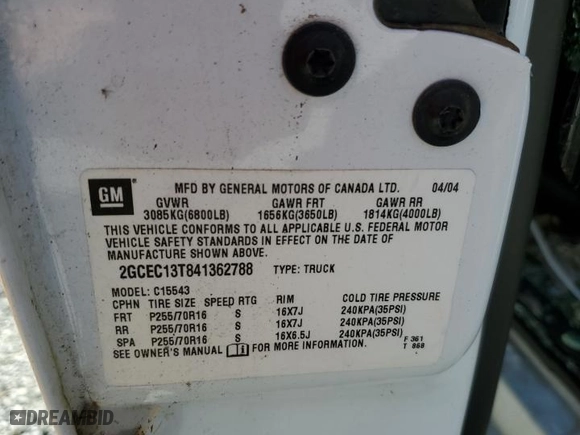 GM
MFD BY GENERAL MOTORS OF CANADA LTD. 04/04
GVWR GAWR FRT GAWR RR
3085KG(6800LB) 1656KG(3650LB) 1814KG(4000LB)
THIS VEHICLE CONFORMS TO ALL APPLICABLE U.S. FEDERAL MOTOR
VEHICLE SAFETY STANDARDS IN EFFECT ON THE DATE OF
MANUFACTURE SHOWN ABOVE.
2GCEC13T841362788 TYPE: TRUCK
MODEL: C15543
CPHN TIRE SIZE SPEED RTG RIM COLD TIRE PRESSURE
FRT P255/70R16 S 16X7J 240KPA(35PSI)
RR P255/70R16 S 16X7J 240KPA(35PSI)
SPA P255/70R16 S 16X6.5J 240KPA(35PSI)
SEE OWNER'S MANUAL i FOR MORE INFORMATION.
F 361
T 868
DREAMBID